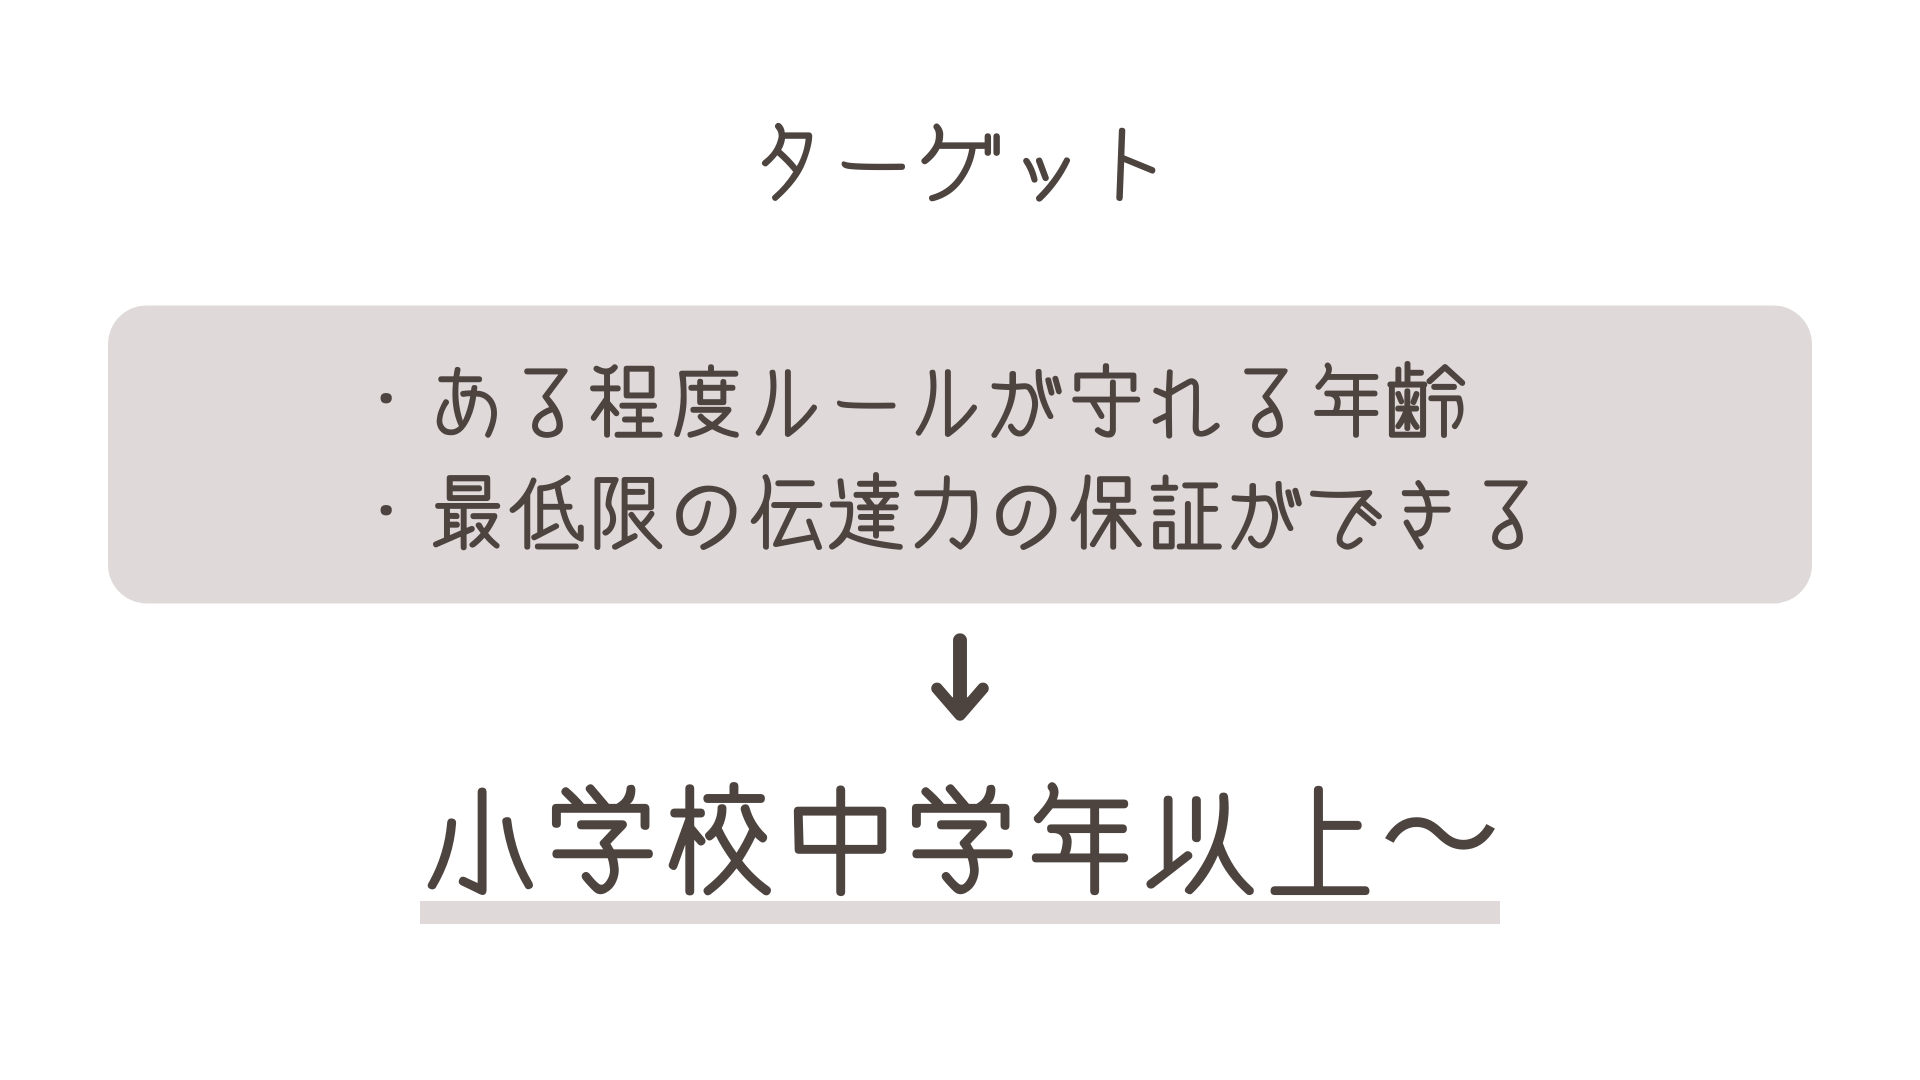 ターゲット
・ある程度ルールが守れる年齢
・最低限の伝達力の保証ができる
↓
小学校中学年以上〜